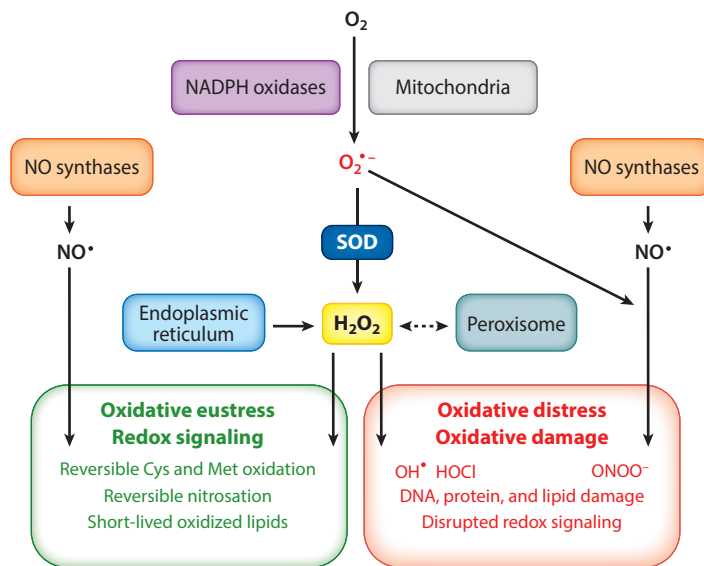 O₂
NADPH oxidases
Mitochondria
NO synthases
O₂•⁻
NO synthases
NO•
SOD
NO•
Endoplasmic
reticulum
H₂O₂
Peroxisome
Oxidative eustress
Redox signaling
Reversible Cys and Met oxidation
Reversible nitrosation
Short-lived oxidized lipids
Oxidative distress
Oxidative damage
OH• HOCl ONOO⁻
DNA, protein, and lipid damage
Disrupted redox signaling